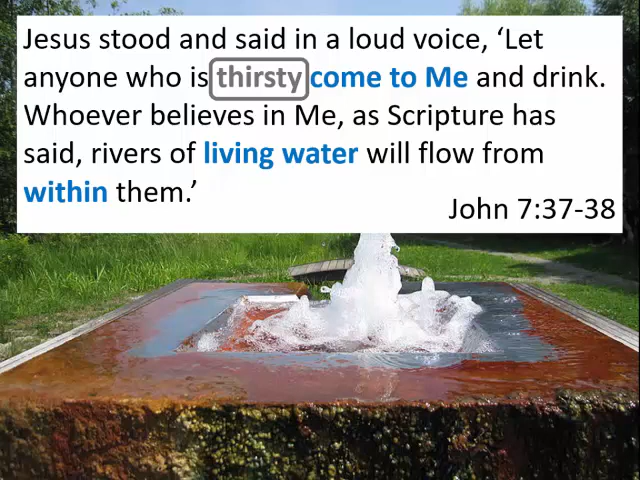 Jesus stood and said in a loud voice, ‘Let
anyone who is thirsty come to Me and drink.
Whoever believes in Me, as Scripture has
said, rivers of living water will flow from
within them.’
John 7:37-38